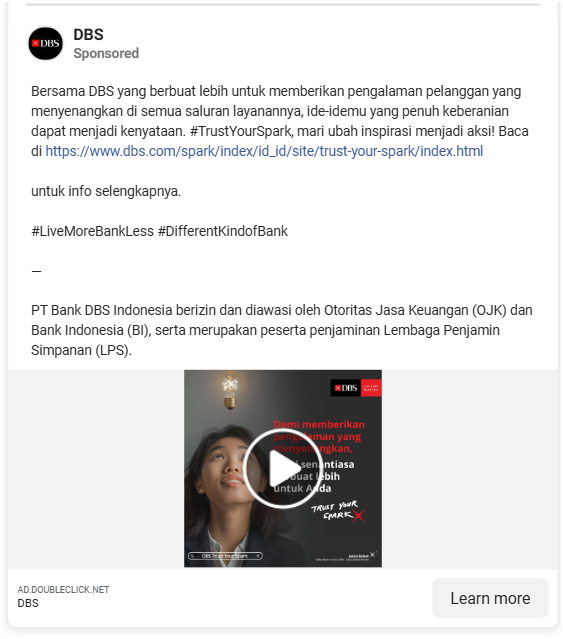 DBS
DBS
Sponsored
Bersama DBS yang berbuat lebih untuk memberikan pengalaman pelanggan yang
menyenangkan di semua saluran layanannya, ide-idemu yang penuh keberanian
dapat menjadi kenyataan. #TrustYourSpark, mari ubah inspirasi menjadi aksi! Baca
di https://www.dbs.com/spark/index/id_id/site/trust-your-spark/index.html
untuk info selengkapnya.
#LiveMoreBankLess #DifferentKindofBank
—
PT Bank DBS Indonesia berizin dan diawasi oleh Otoritas Jasa Keuangan (OJK) dan
Bank Indonesia (BI), serta merupakan peserta penjaminan Lembaga Penjamin
Simpanan (LPS).
DBS
Demi memberikan
pengalaman yang
menyenangkan,
senantiasa
buat lebih
untuk Anda
TRUST YOUR
SPARK
DBS Trust Your Spark
AD.DOUBLECLICK.NET
DBS
Learn more